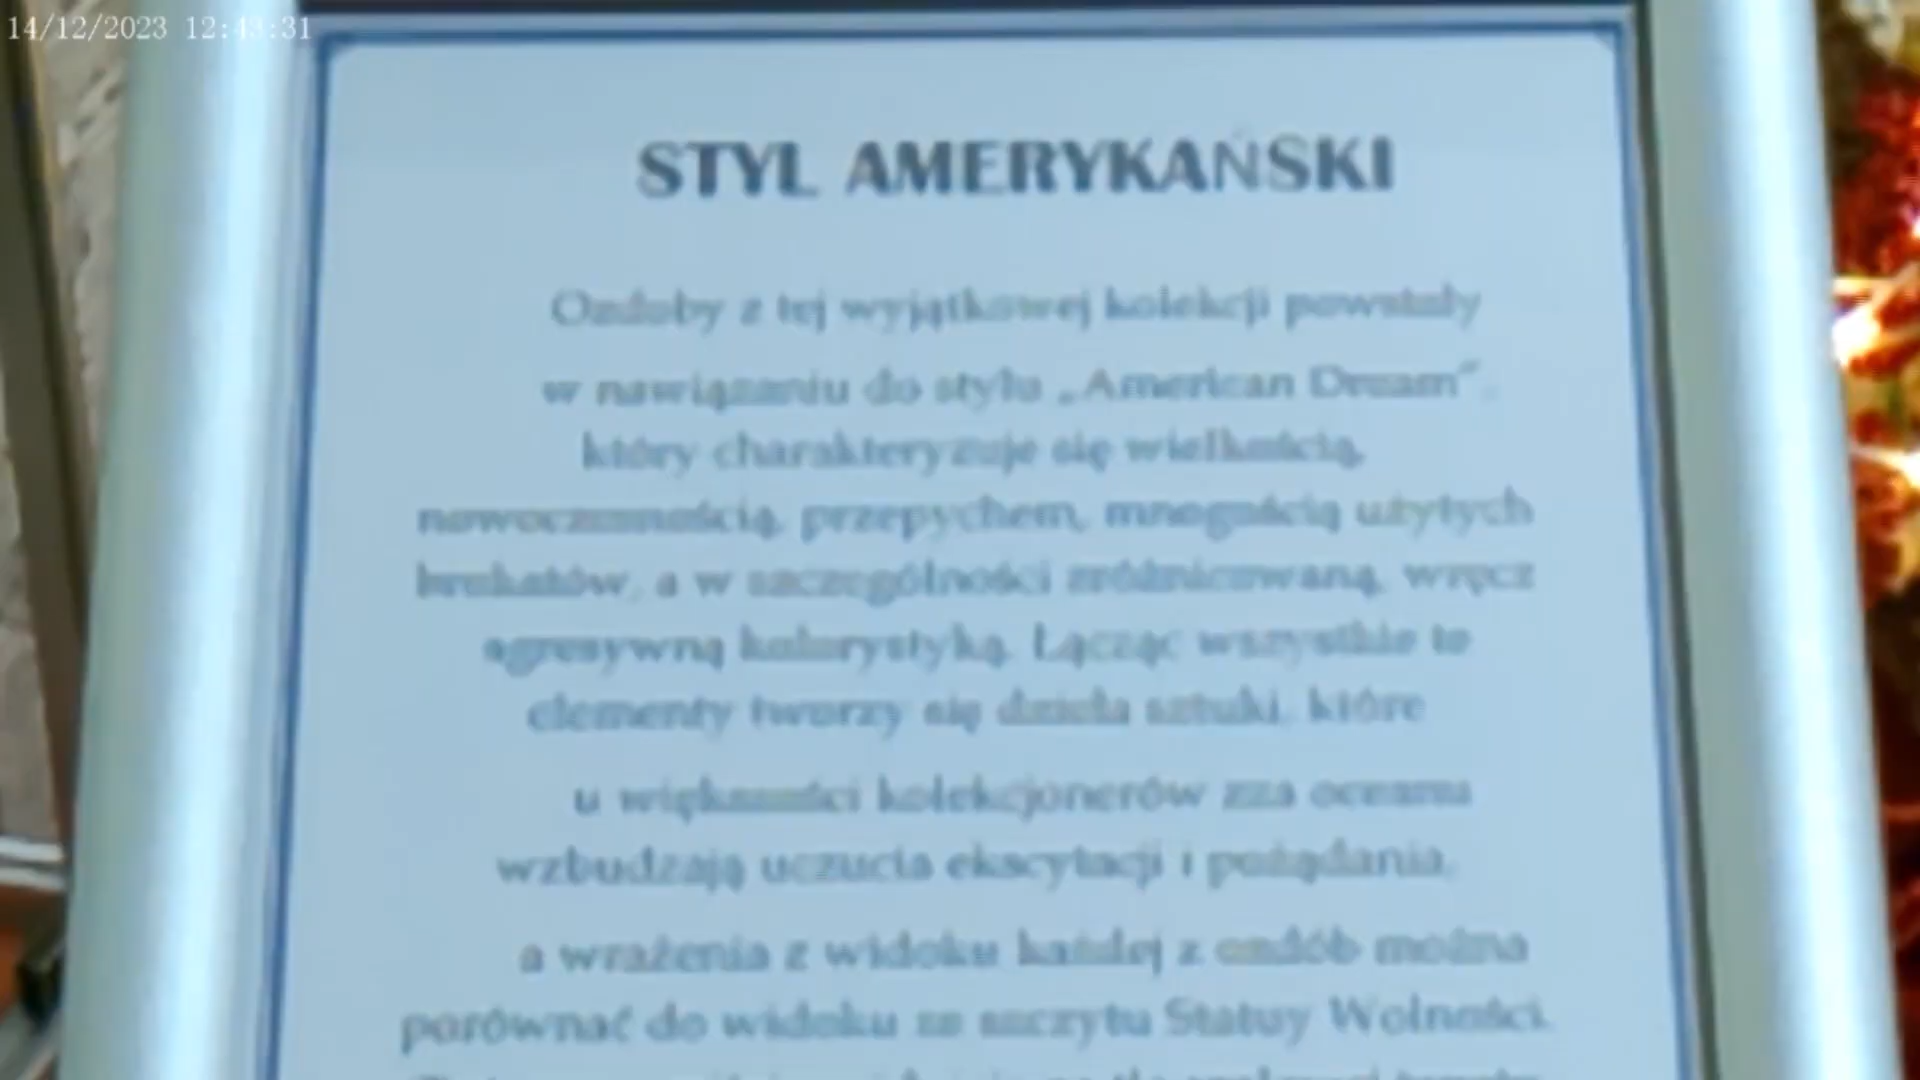 14/12/2023 12:43:31
STYL AMERYKAŃSKI
Ozdoby z tej wyjątkowej kolekcji powstały
w nawiązaniu do stylu „American Dream”,
który charakteryzuje się wielkością,
nowoczesnością, przepychem, mnogością użytych
brokatów, a w szczególności zróżnicowaną, wręcz
agresywną kolorystyką. Łącząc wszystkie te
elementy tworzy się dzieła sztuki, które
u większości kolekcjonerów zza oceanu
wzbudzają uczucia ekscytacji i pożądania,
a wrażenia z widoku każdej z ozdób można
porównać do widoku ze szczytu Statuy Wolności.